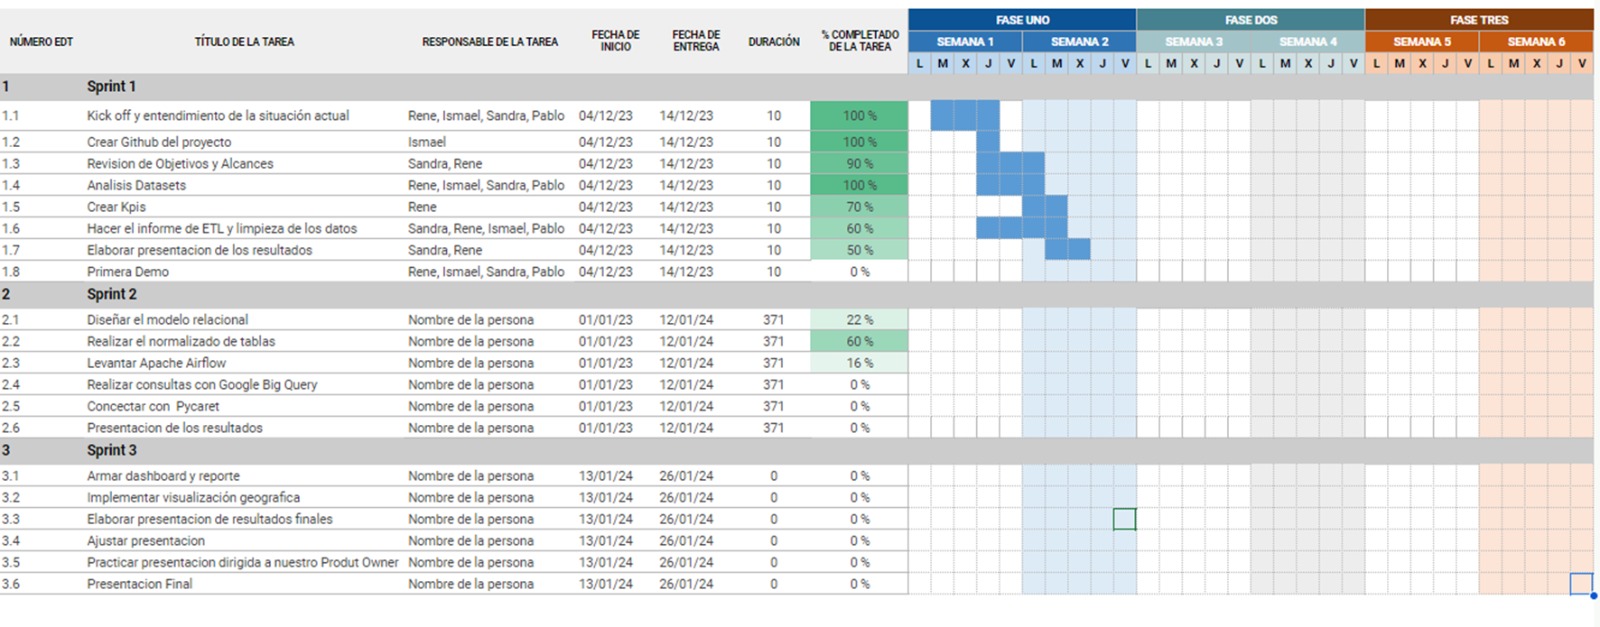 FASE UNO FASE DOS FASE TRES
NÚMERO EDT TÍTULO DE LA TAREA RESPONSABLE DE LA TAREA FECHA DE INICIO FECHA DE ENTREGA DURACIÓN % COMPLETADO DE LA TAREA SEMANA 1 SEMANA 2 SEMANA 3 SEMANA 4 SEMANA 5 SEMANA 6
L M X J V L M X J V L M X J V L M X J V L M X J V L M X J V
1 Sprint 1
1.1 Kick off y entendimiento de la situación actual Rene, Ismael, Sandra, Pablo 04/12/23 14/12/23 10 100 %
1.2 Crear Github del proyecto Ismael 04/12/23 14/12/23 10 100 %
1.3 Revision de Objetivos y Alcances Sandra, Rene 04/12/23 14/12/23 10 90 %
1.4 Analisis Datasets Rene, Ismael, Sandra, Pablo 04/12/23 14/12/23 10 100 %
1.5 Crear Kpis Rene 04/12/23 14/12/23 10 70 %
1.6 Hacer el informe de ETL y limpieza de los datos Sandra, Rene, Ismael, Pablo 04/12/23 14/12/23 10 60 %
1.7 Elaborar presentacion de los resultados Sandra, Rene 04/12/23 14/12/23 10 50 %
1.8 Primera Demo Rene, Ismael, Sandra, Pablo 04/12/23 14/12/23 10 0 %
2 Sprint 2
2.1 Diseñar el modelo relacional Nombre de la persona 01/01/23 12/01/24 371 22 %
2.2 Realizar el normalizado de tablas Nombre de la persona 01/01/23 12/01/24 371 60 %
2.3 Levantar Apache Airflow Nombre de la persona 01/01/23 12/01/24 371 16 %
2.4 Realizar consultas con Google Big Query Nombre de la persona 01/01/23 12/01/24 371 0 %
2.5 Concectar con Pycaret Nombre de la persona 01/01/23 12/01/24 371 0 %
2.6 Presentacion de los resultados Nombre de la persona 01/01/23 12/01/24 371 0 %
3 Sprint 3
3.1 Armar dashboard y reporte Nombre de la persona 13/01/24 26/01/24 0 0 %
3.2 Implementar visualización geografica Nombre de la persona 13/01/24 26/01/24 0 0 %
3.3 Elaborar presentacion de resultados finales Nombre de la persona 13/01/24 26/01/24 0 0 %
3.4 Ajustar presentacion Nombre de la persona 13/01/24 26/01/24 0 0 %
3.5 Practicar presentacion dirigida a nuestro Produt Owner Nombre de la persona 13/01/24 26/01/24 0 0 %
3.6 Presentacion Final Nombre de la persona 13/01/24 26/01/24 0 0 %